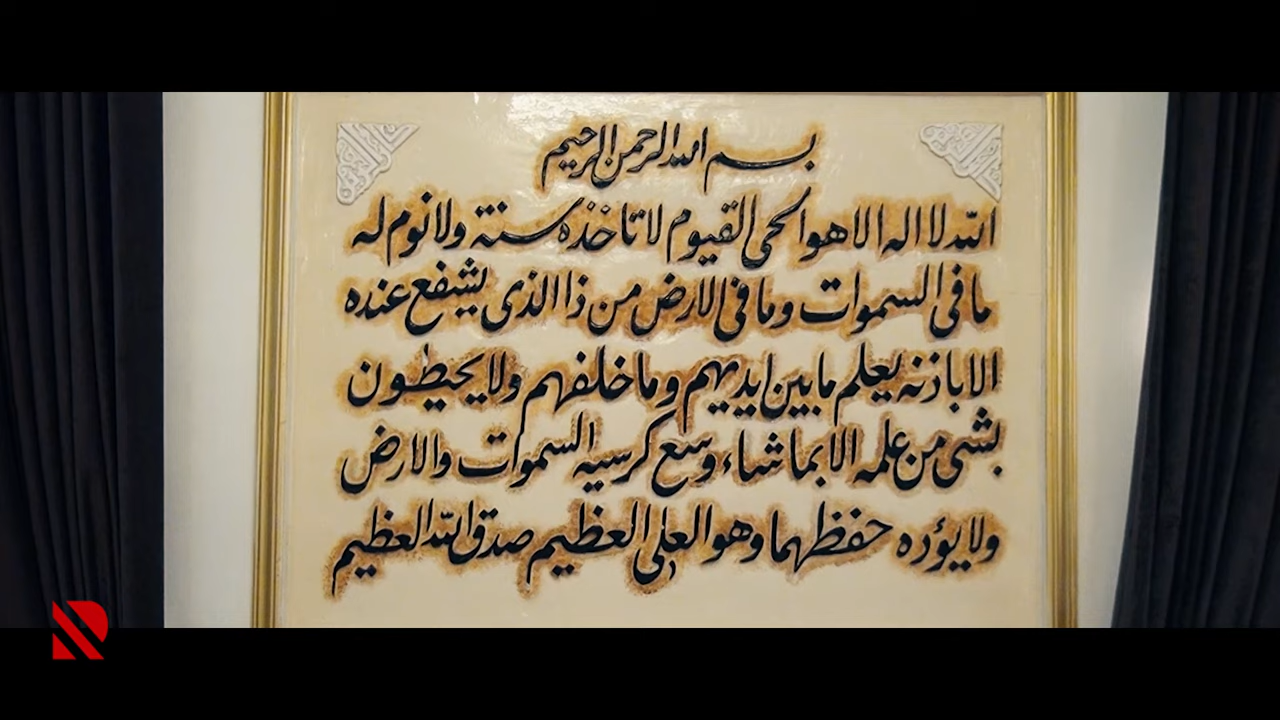 بسم الله الرحمن الرحيم
الله لا اله الا هو الحی القیوم لا تاخذه سنة ولا نوم له
ما فی السموات وما فی الارض من ذا الذی یشفع عنده
الا باذنه یعلم ما بین ایدیهم وما خلفهم ولا یحیطون
بشی من علمه الا بما شاء وسع کرسیه السموات والارض
ولا یؤده حفظهما وهو العلی العظیم صدق الله العظیم